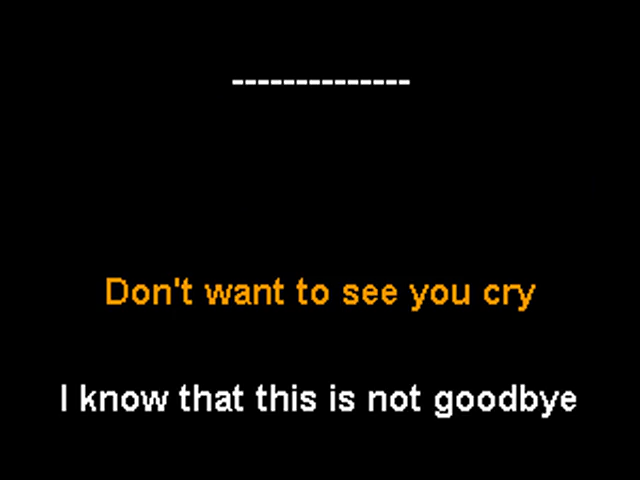 --------------
Don't want to see you cry
I know that this is not goodbye